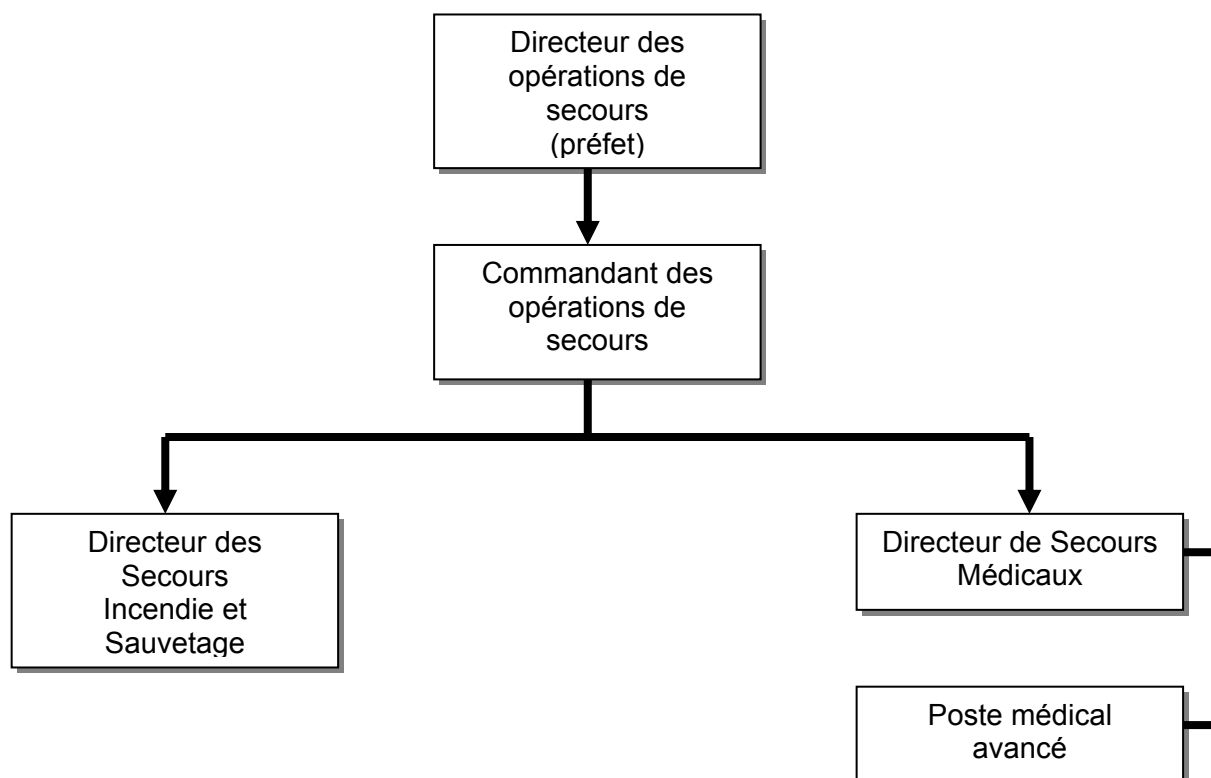 Directeur des
opérations de
secours
(préfet)
Commandant des
opérations de
secours
Directeur des
Secours
Incendie et
Sauvetage
Directeur de Secours
Médicaux
Poste médical
avancé